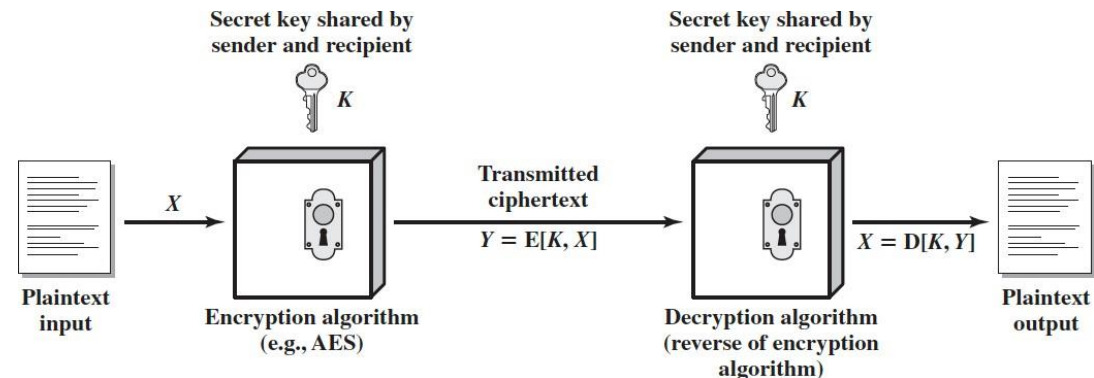 Secret key shared by
sender and recipient
K
Secret key shared by
sender and recipient
K
X
Transmitted
ciphertext
Y = E[K, X]
X = D[K, Y]
Plaintext
input
Encryption algorithm
(e.g., AES)
Decryption algorithm
(reverse of encryption
algorithm)
Plaintext
output